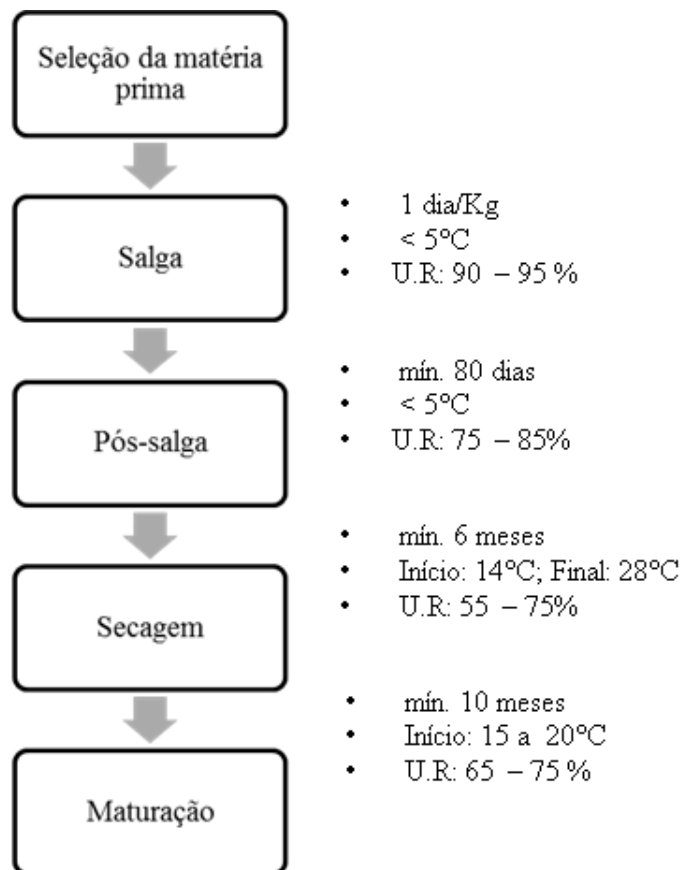 Seleção da matéria
prima
Salga
• 1 dia/Kg
• < 5°C
• U.R: 90 – 95 %
Pós-salga
• mín. 80 dias
• < 5°C
• U.R: 75 – 85%
Secagem
• mín. 6 meses
• Início: 14°C; Final: 28°C
• U.R: 55 – 75%
Maturação
• mín. 10 meses
• Início: 15 a 20°C
• U.R: 65 – 75 %